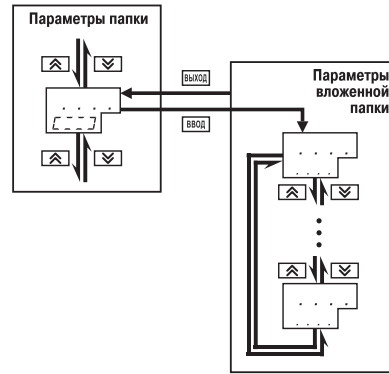 Параметры папки
ВЫХОД
ВВОД
Параметры
вложенной
папки